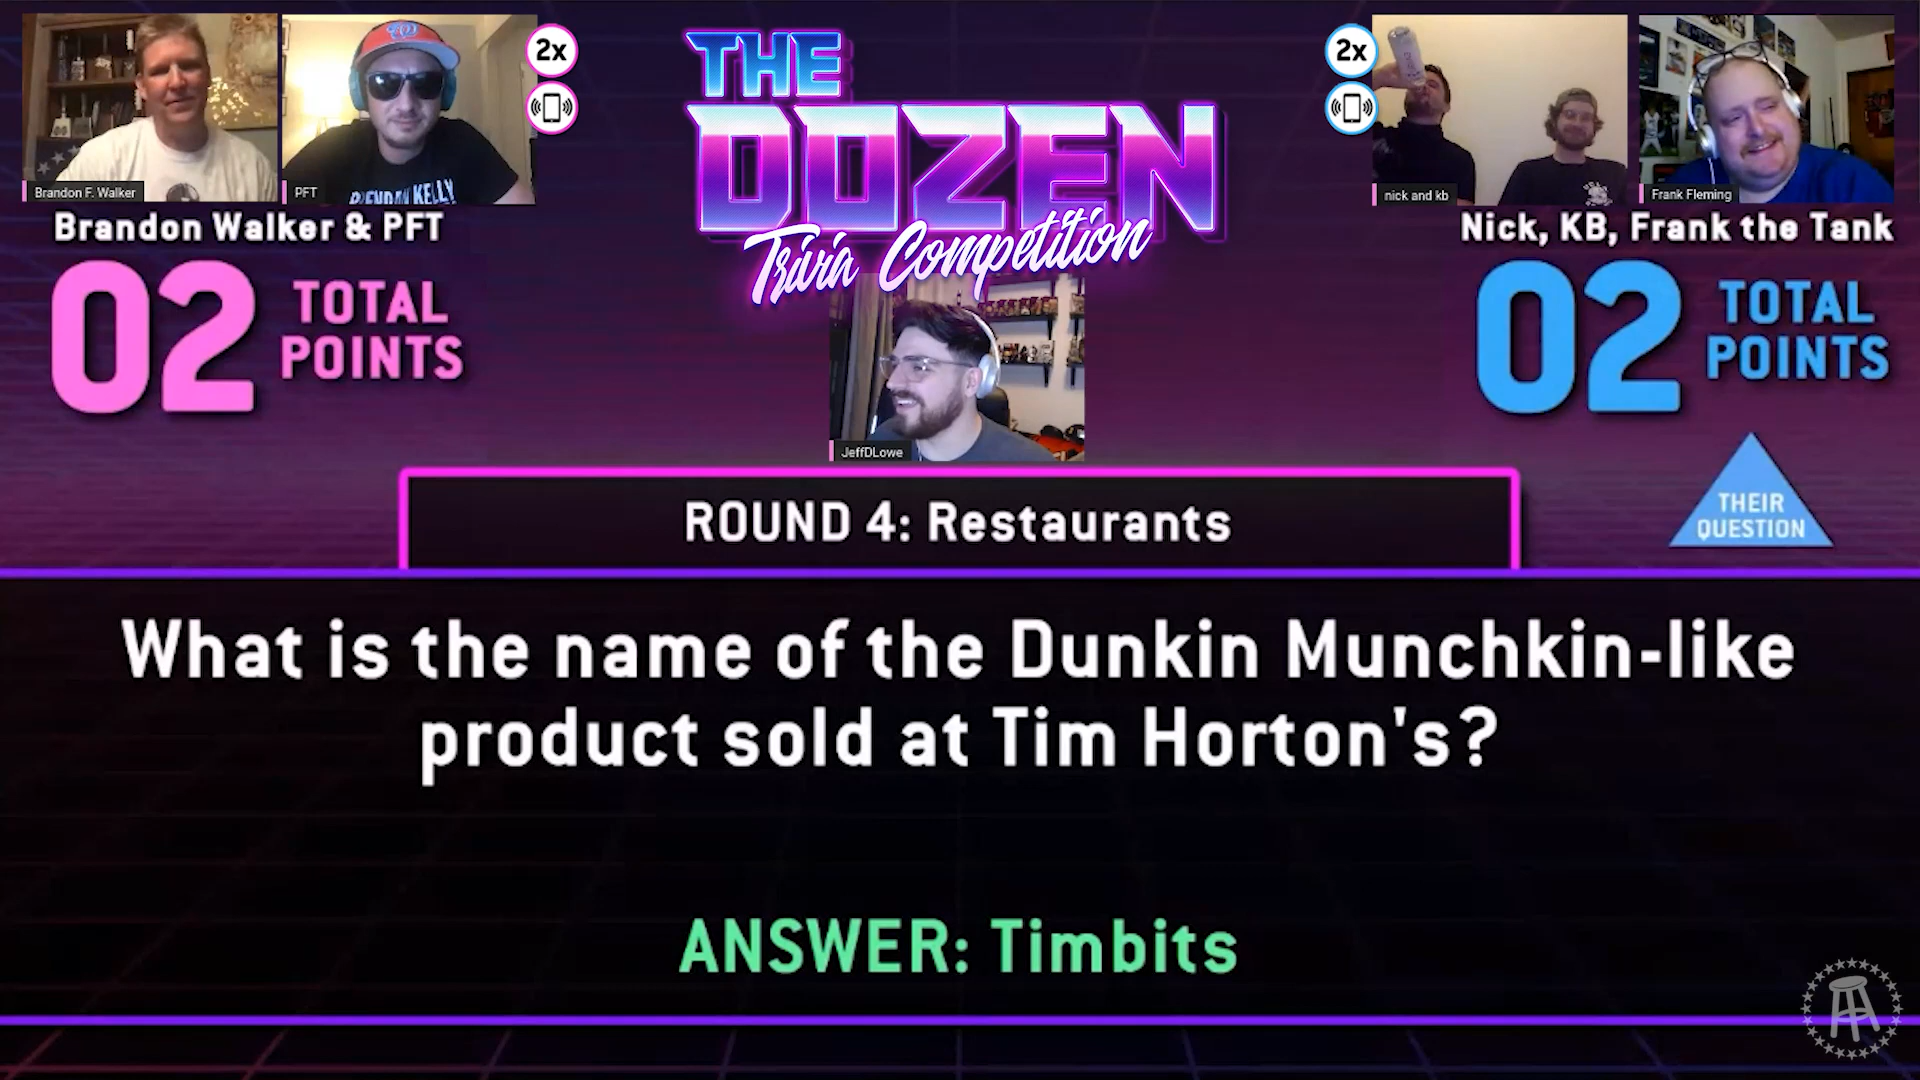 THE
DOZEN
Trivia Competition
2x
2x
Brandon F. Walker
PFT
BRENDAN KELLY
nick and kb
Frank Fleming
Brandon Walker & PFT
Nick, KB, Frank the Tank
02 TOTAL POINTS
02 TOTAL POINTS
JeffDLowe
THEIR
QUESTION
ROUND 4: Restaurants
What is the name of the Dunkin Munchkin-like
product sold at Tim Horton's?
ANSWER: Timbits